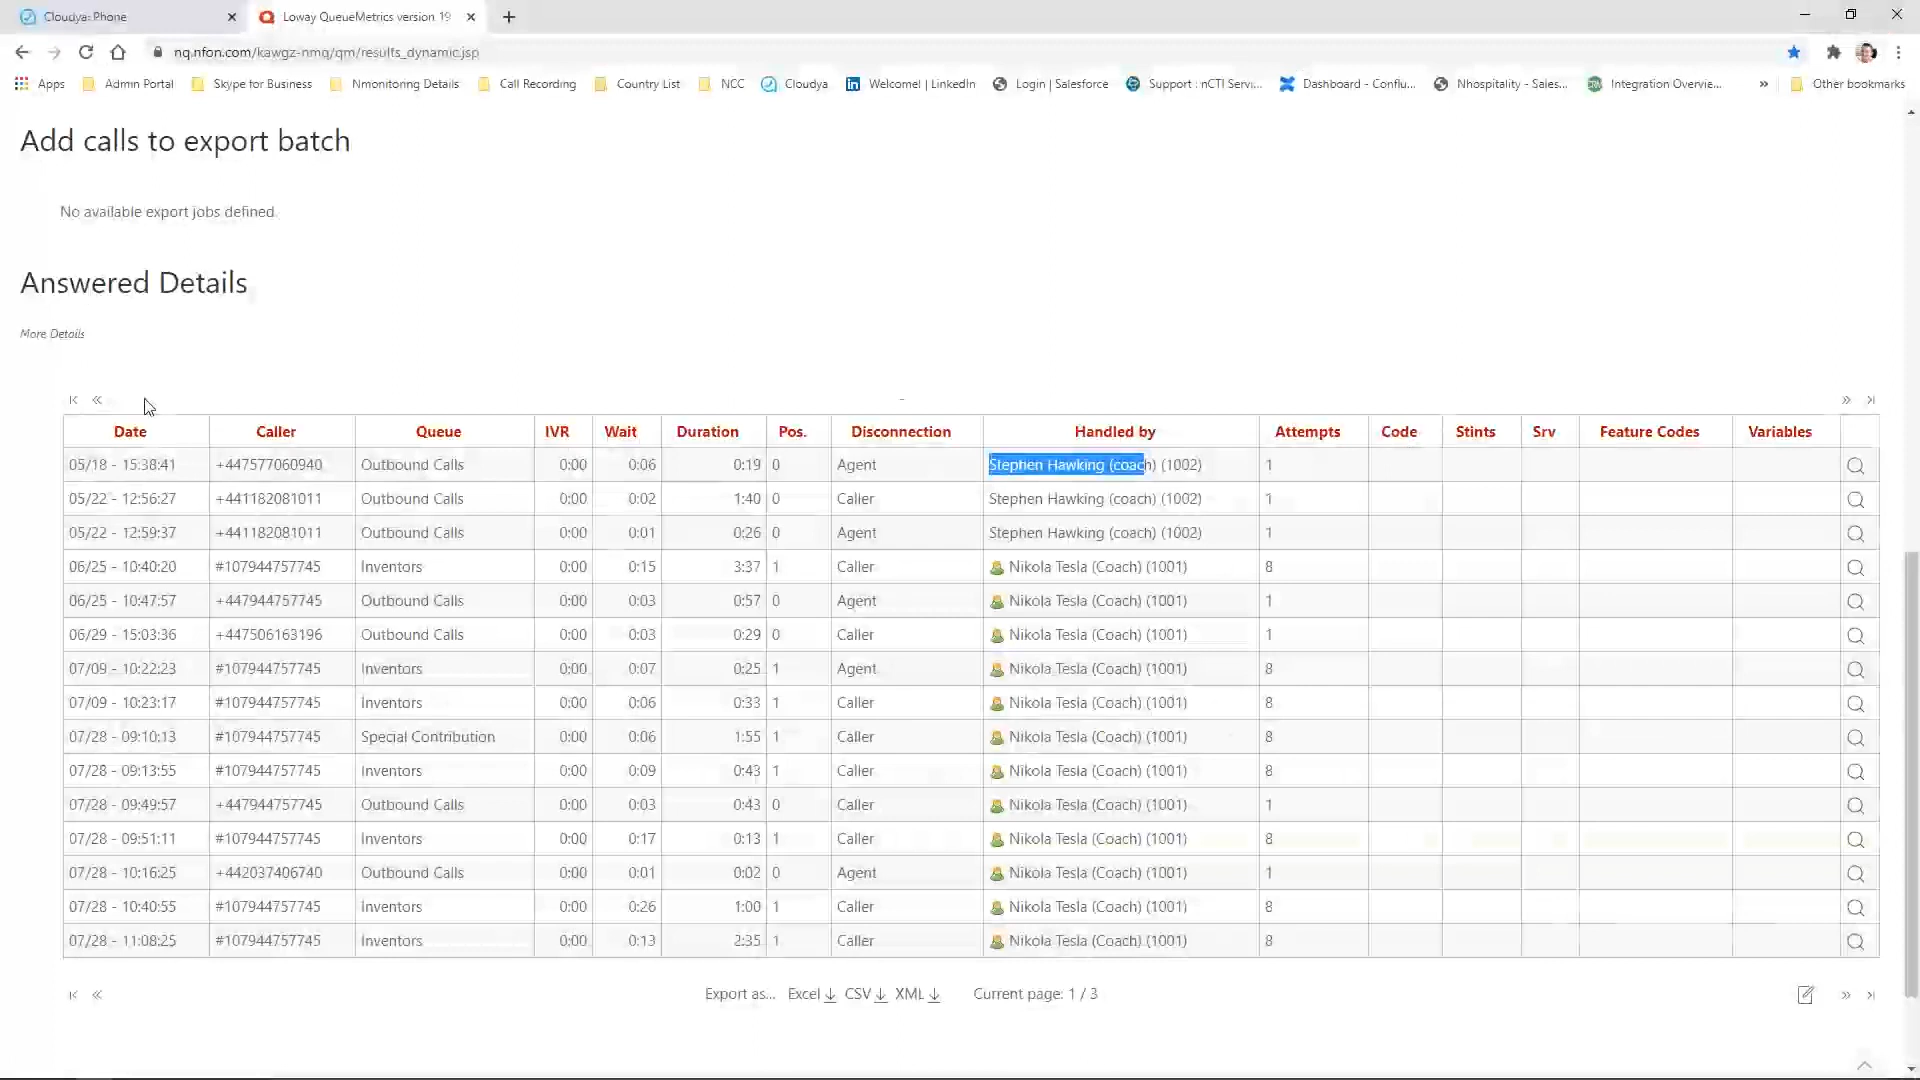 Cloudya: Phone
Loway QueueMetrics version 19
nq.nfon.com/kawgz-nmq/qm/results_dynamic.jsp
Apps Admin Portal Skype for Business Nmonitoring Details Call Recording Country List NCC Cloudya Welcome! | LinkedIn Login | Salesforce Support : nCTI Servi... Dashboard - Conflu... Nhospitality - Sales... Integration Overvie... » Other bookmarks
Add calls to export batch
No available export jobs defined.
Answered Details
More Details
Date Caller Queue IVR Wait Duration Pos. Disconnection Handled by Attempts Code Stints Srv Feature Codes Variables
05/18 - 15:38:41 +447577060940 Outbound Calls 0:00 0:06 0:19 0 Agent Stephen Hawking (coach) (1002) 1
05/22 - 12:56:27 +441182081011 Outbound Calls 0:00 0:02 1:40 0 Caller Stephen Hawking (coach) (1002) 1
05/22 - 12:59:37 +441182081011 Outbound Calls 0:00 0:01 0:26 0 Agent Stephen Hawking (coach) (1002) 1
06/25 - 10:40:20 #107944757745 Inventors 0:00 0:15 3:37 1 Caller Nikola Tesla (Coach) (1001) 8
06/25 - 10:47:57 +447944757745 Outbound Calls 0:00 0:03 0:57 0 Agent Nikola Tesla (Coach) (1001) 1
06/29 - 15:03:36 +447506163196 Outbound Calls 0:00 0:03 0:29 0 Caller Nikola Tesla (Coach) (1001) 1
07/09 - 10:22:23 #107944757745 Inventors 0:00 0:07 0:25 1 Agent Nikola Tesla (Coach) (1001) 8
07/09 - 10:23:17 #107944757745 Inventors 0:00 0:06 0:33 1 Caller Nikola Tesla (Coach) (1001) 8
07/28 - 09:10:13 #107944757745 Special Contribution 0:00 0:06 1:55 1 Caller Nikola Tesla (Coach) (1001) 8
07/28 - 09:13:55 #107944757745 Inventors 0:00 0:09 0:43 1 Caller Nikola Tesla (Coach) (1001) 8
07/28 - 09:49:57 +447944757745 Outbound Calls 0:00 0:03 0:43 0 Caller Nikola Tesla (Coach) (1001) 1
07/28 - 09:51:11 #107944757745 Inventors 0:00 0:17 0:13 1 Caller Nikola Tesla (Coach) (1001) 8
07/28 - 10:16:25 +442037406740 Outbound Calls 0:00 0:01 0:02 0 Agent Nikola Tesla (Coach) (1001) 1
07/28 - 10:40:55 #107944757745 Inventors 0:00 0:26 1:00 1 Caller Nikola Tesla (Coach) (1001) 8
07/28 - 11:08:25 #107944757745 Inventors 0:00 0:13 2:35 1 Caller Nikola Tesla (Coach) (1001) 8
Export as... Excel CSV XML Current page: 1 / 3